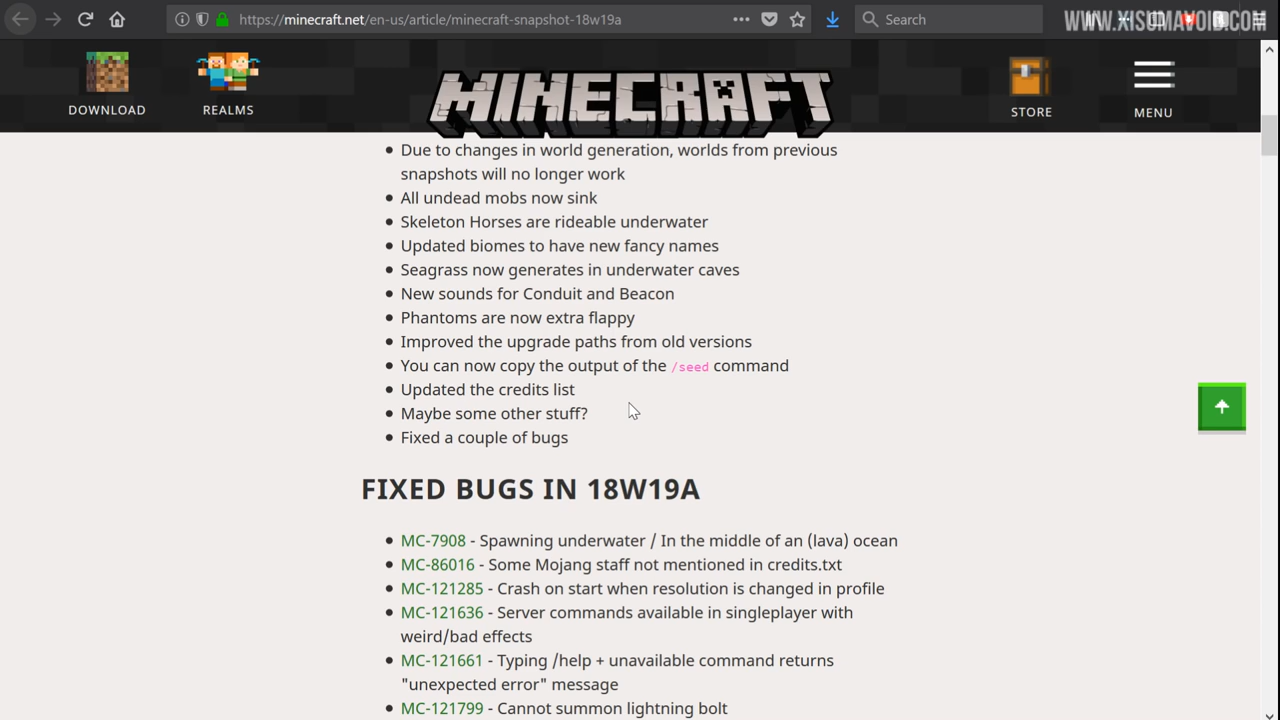 https://minecraft.net/en-us/article/minecraft-snapshot-18w19a
Search
WWW.XISUMAVOID.COM
DOWNLOAD
REALMS
MINECRAFT
STORE
MENU
Due to changes in world generation, worlds from previous
snapshots will no longer work
All undead mobs now sink
Skeleton Horses are rideable underwater
Updated biomes to have new fancy names
Seagrass now generates in underwater caves
New sounds for Conduit and Beacon
Phantoms are now extra flappy
Improved the upgrade paths from old versions
You can now copy the output of the /seed command
Updated the credits list
Maybe some other stuff?
Fixed a couple of bugs
FIXED BUGS IN 18W19A
MC-7908 - Spawning underwater / In the middle of an (lava) ocean
MC-86016 - Some Mojang staff not mentioned in credits.txt
MC-121285 - Crash on start when resolution is changed in profile
MC-121636 - Server commands available in singleplayer with
weird/bad effects
MC-121661 - Typing /help + unavailable command returns
"unexpected error" message
MC-121799 - Cannot summon lightning bolt